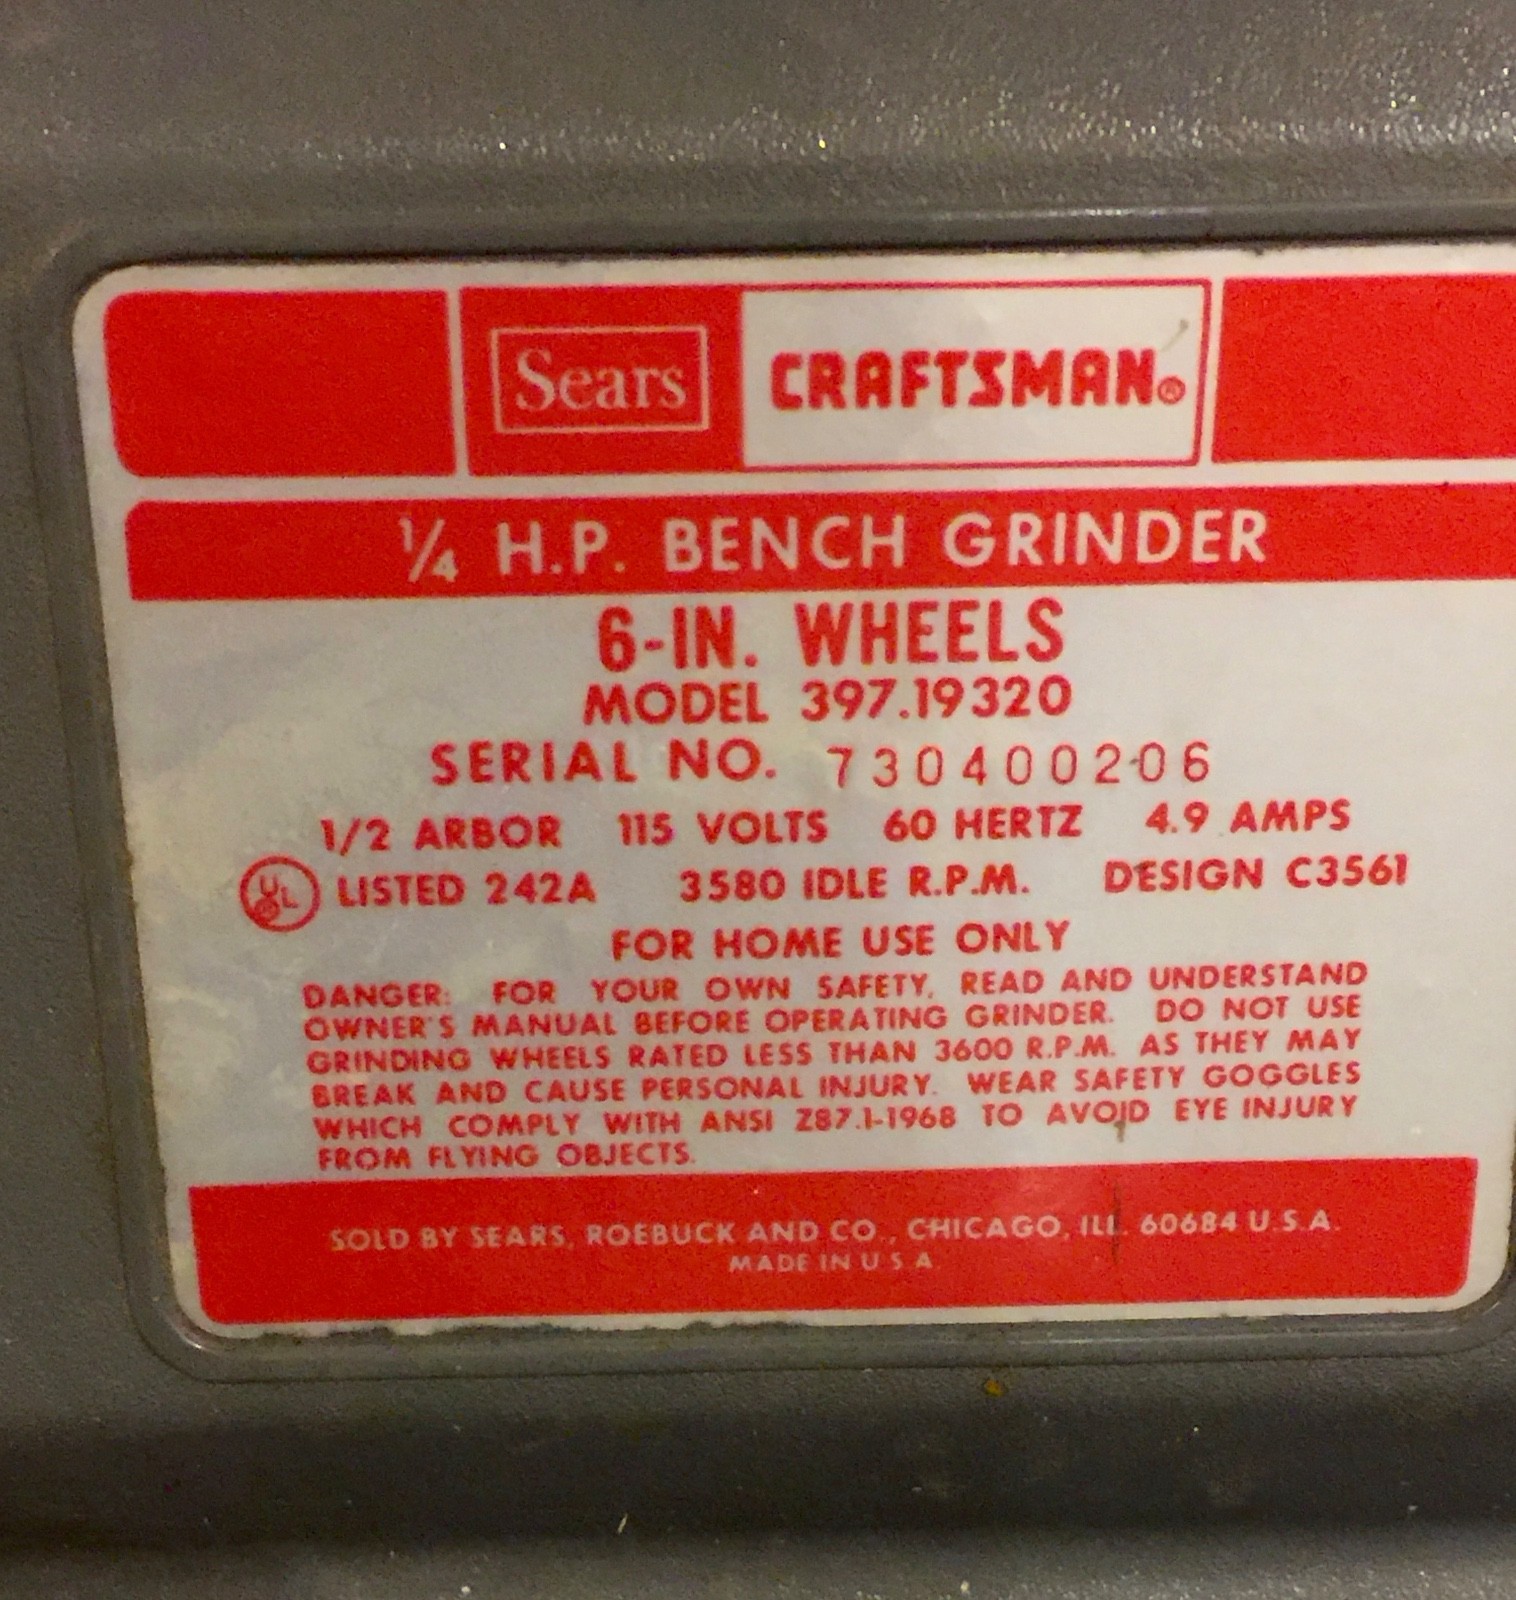 Sears CRAFTSMAN®
1/4 H.P. BENCH GRINDER
6-IN. WHEELS
MODEL 397.19320
SERIAL NO. 730400206
1/2 ARBOR 115 VOLTS 60 HERTZ 4.9 AMPS
UL LISTED 242A 3580 IDLE R.P.M. DESIGN C3561
FOR HOME USE ONLY
DANGER: FOR YOUR OWN SAFETY, READ AND UNDERSTAND
OWNER'S MANUAL BEFORE OPERATING GRINDER. DO NOT USE
GRINDING WHEELS RATED LESS THAN 3600 R.P.M. AS THEY MAY
BREAK AND CAUSE PERSONAL INJURY. WEAR SAFETY GOGGLES
WHICH COMPLY WITH ANSI Z87.1-1968 TO AVOID EYE INJURY
FROM FLYING OBJECTS.
SOLD BY SEARS, ROEBUCK AND CO., CHICAGO, ILL. 60684 U.S.A.
MADE IN U.S.A.